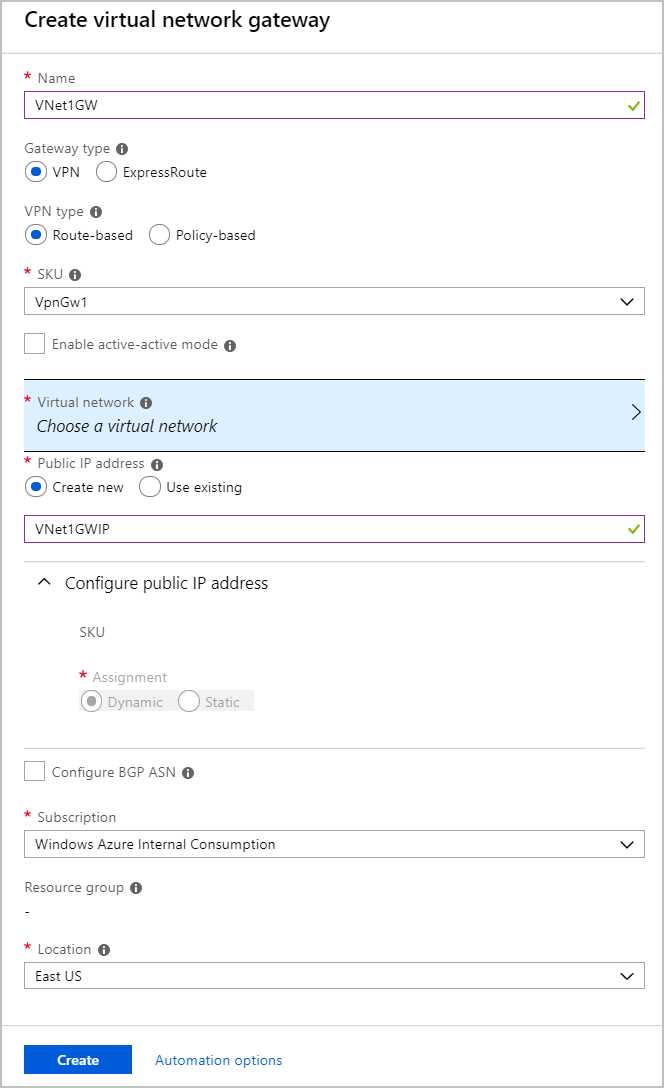 Create virtual network gateway
* Name
VNet1GW
Gateway type
VPN ExpressRoute
VPN type
Route-based Policy-based
* SKU
VpnGw1
Enable active-active mode
* Virtual network
Choose a virtual network
* Public IP address
Create new Use existing
VNet1GWIP
Configure public IP address
SKU
* Assignment
Dynamic Static
Configure BGP ASN
* Subscription
Windows Azure Internal Consumption
Resource group
-
* Location
East US
Create Automation options